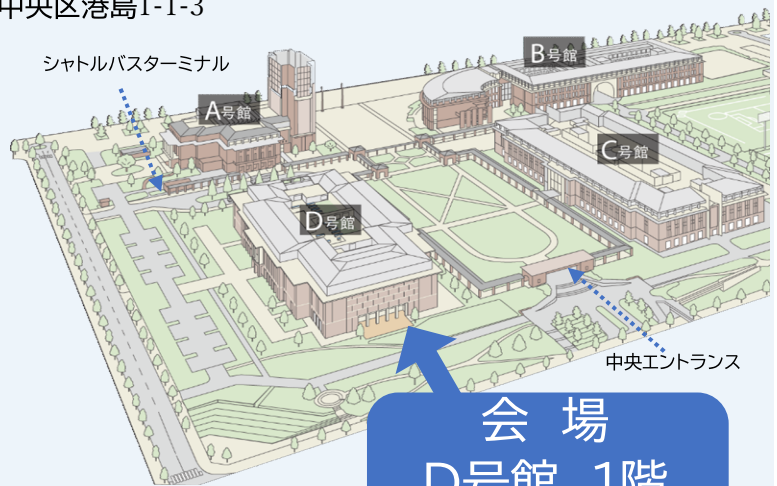 中央区港島1-1-3
シャトルバスターミナル
B号館
A号館
C号館
D号館
中央エントランス
会 場
D号館 1階